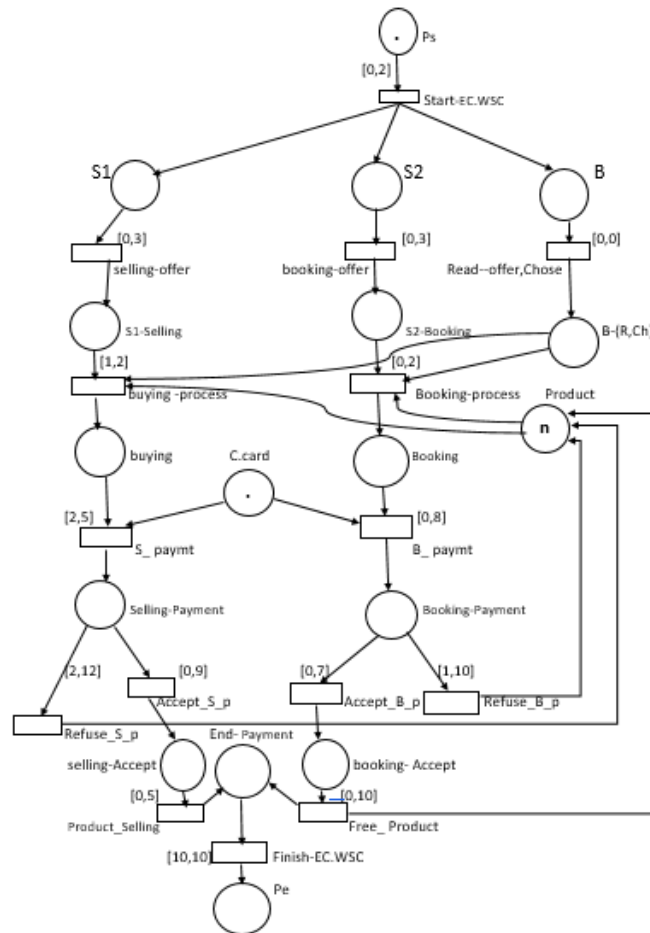 Ps
[0,2]
Start-EC.WSC
S1
S2
B
[0,3]
[0,3]
[0,0]
selling-offer
booking-offer
Read--offer,Chose
S1-Selling
S2-Booking
B-(R,Ch)
[1,2]
[0,2]
buying -process
Booking-process
Product
n
buying
C.card
Booking
[2,5]
[0,8]
S_ paymt
B_ paymt
Selling-Payment
Booking-Payment
[2,12]
[0,9]
[0,7]
[1,10]
Accept_S_p
Accept_B_p
Refuse_B_p
Refuse_S_p
End- Payment
selling-Accept
booking- Accept
[0,5]
[0,10]
Product_Selling
Free_ Product
[10,10]
Finish-EC.WSC
Pe